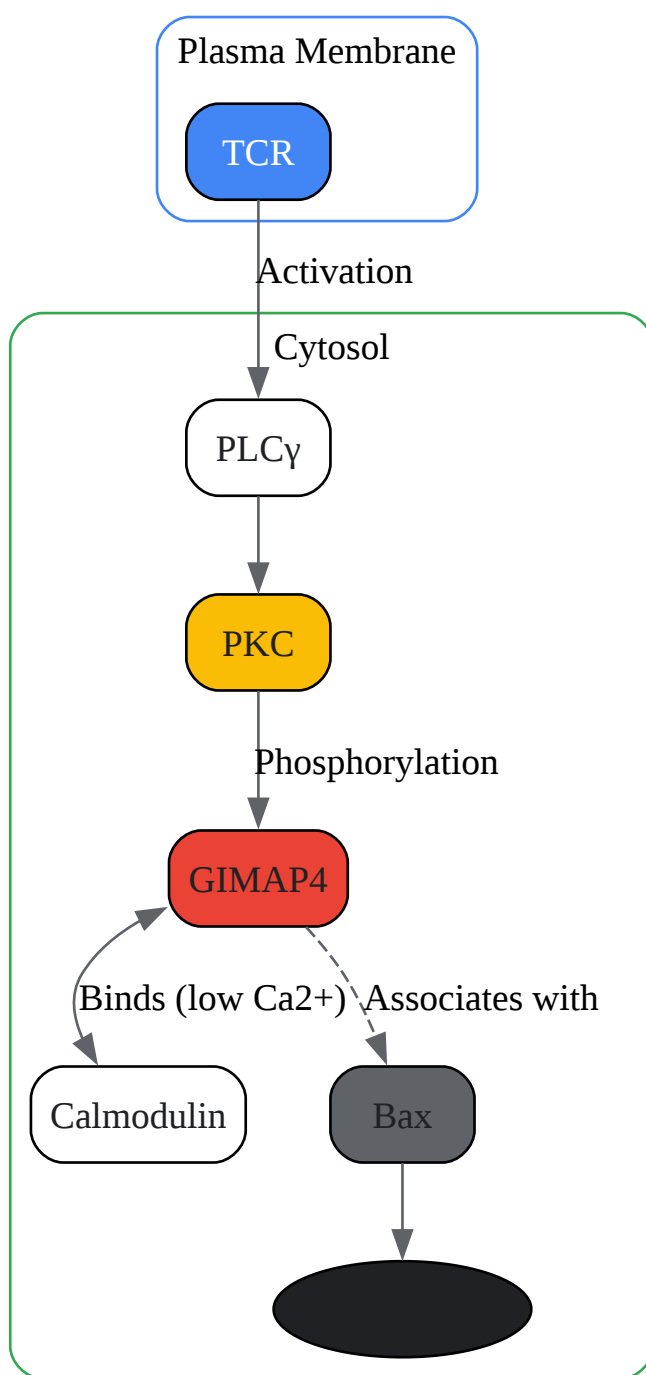 Plasma Membrane
TCR
Activation
Cytosol
PLCγ
PKC
Phosphorylation
GIMAP4
Binds (low Ca2+)
Associates with
Calmodulin
Bax